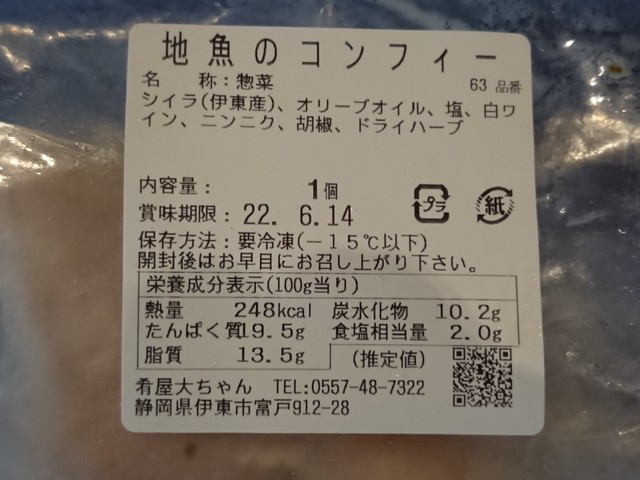 地魚のコンフィー
名　　称：惣菜　63 品番
シイラ(伊東産)、オリーブオイル、塩、白ワ
イン、ニンニク、胡椒、ドライハーブ
内容量：　1個
プラ　紙
賞味期限：22. 6.14
保存方法：要冷凍(－15℃以下)
開封後はお早目にお召し上がり下さい。
栄養成分表示(100g当り)
熱量　248kcal　炭水化物　10.2g
たんぱく質19.5g　食塩相当量　2.0g
脂質　13.5g　(推定値)
肴屋大ちゃん　TEL:0557-48-7322
静岡県伊東市富戸912-28